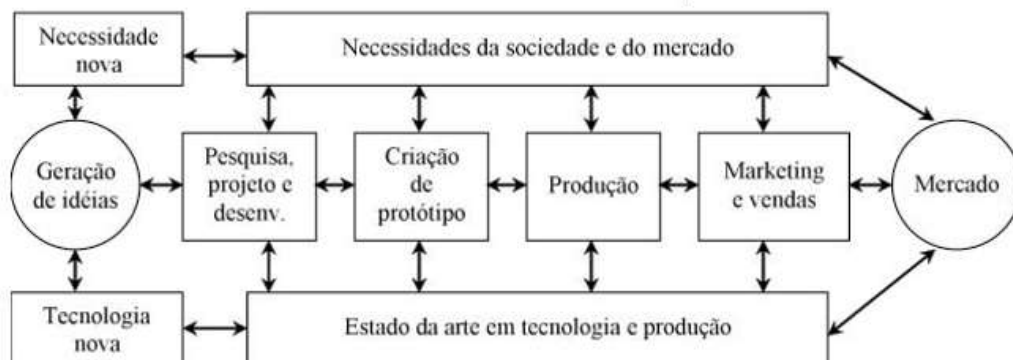 Necessidade
nova
Necessidades da sociedade e do mercado
Geração
de idéias
Pesquisa,
projeto e
desenv.
Criação
de
protótipo
Produção
Marketing
e vendas
Mercado
Tecnologia
nova
Estado da arte em tecnologia e produção